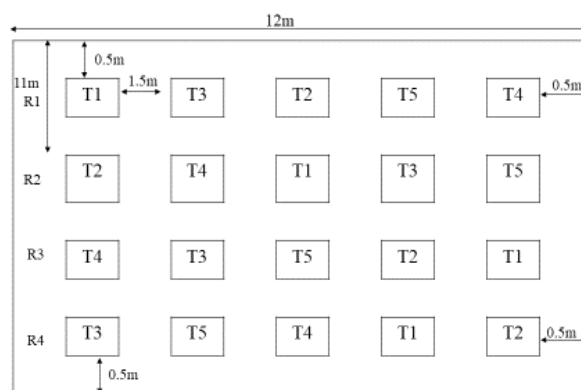 12m
0.5m
11m
1.5m
0.5m
R1 T1 T3 T2 T5 T4
R2 T2 T4 T1 T3 T5
R3 T4 T3 T5 T2 T1
R4 T3 T5 T4 T1 T2
0.5m
0.5m